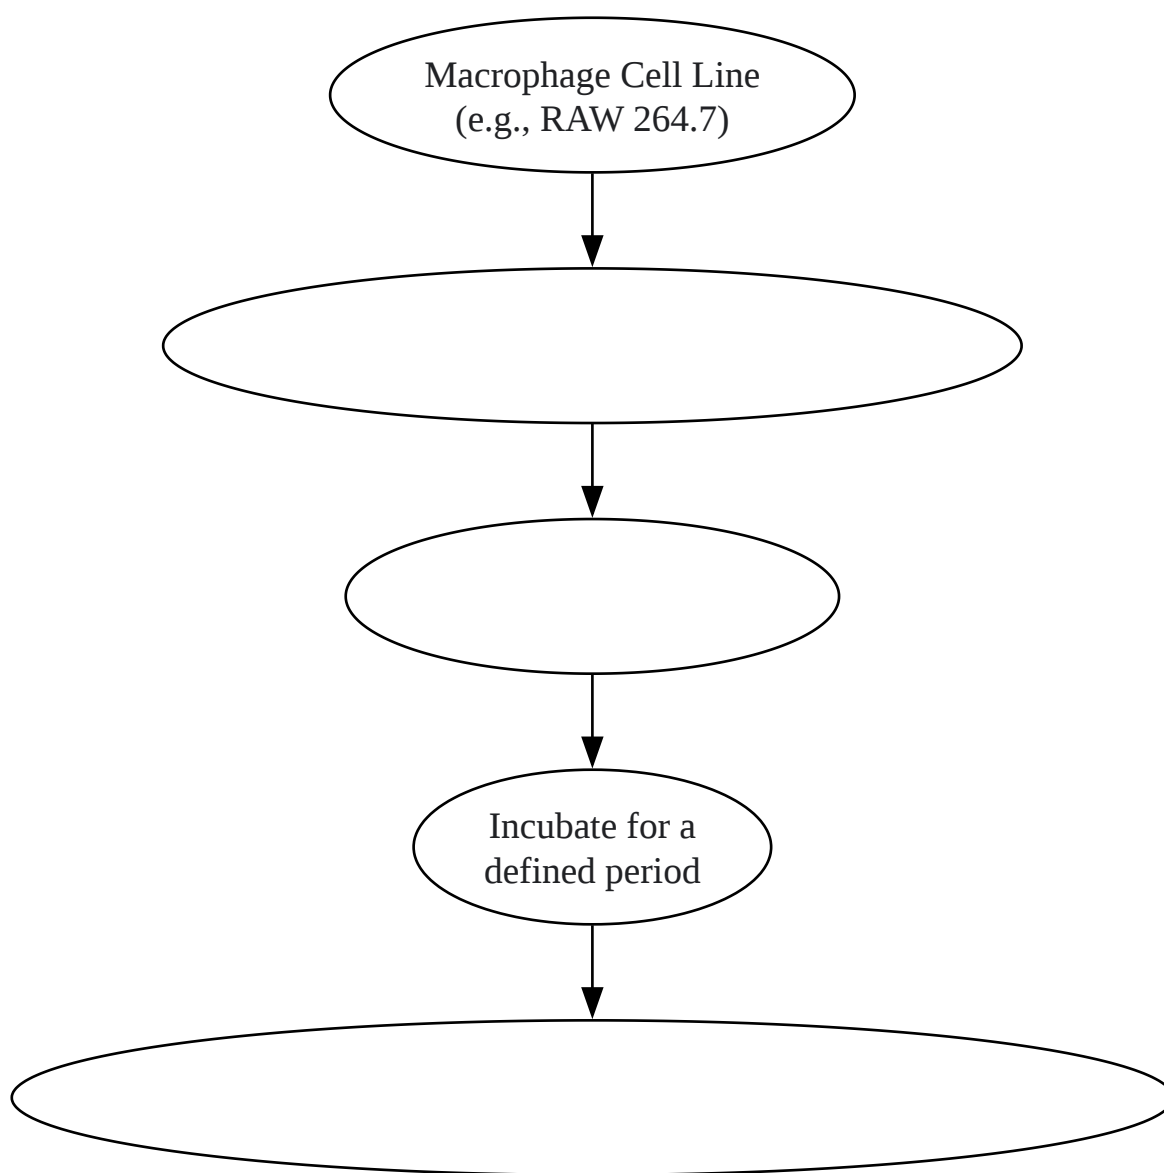 Macrophage Cell Line
(e.g., RAW 264.7)
Incubate for a
defined period